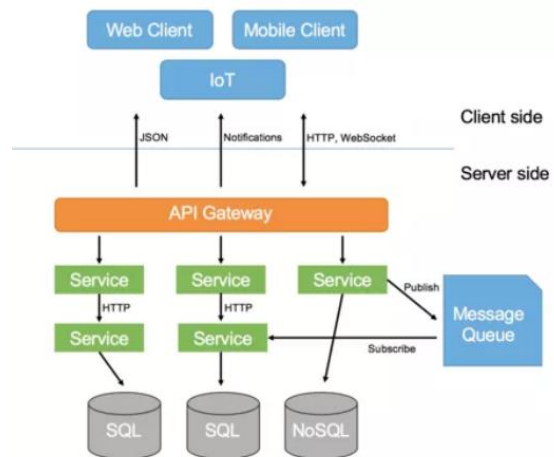 Web Client
Mobile Client
IoT
JSON
Notifications
HTTP, WebSocket
Client side
Server side
API Gateway
Service
Service
Service
HTTP
HTTP
Publish
Message
Queue
Service
Service
Subscribe
SQL
SQL
NoSQL